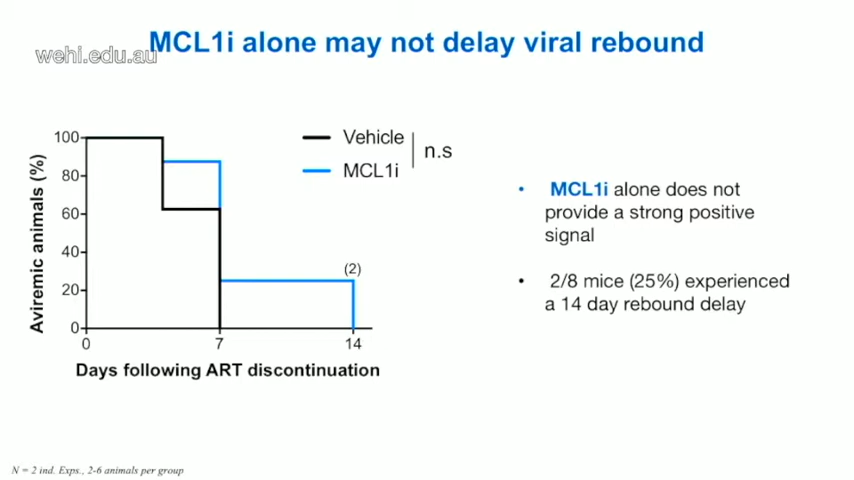 MCL1i alone may not delay viral rebound
wehi.edu.au
100
80
60
40
20
0
Aviremic animals (%)
0
7
14
Days following ART discontinuation
Vehicle
MCL1i
n.s
(2)
• MCL1i alone does not
provide a strong positive
signal
• 2/8 mice (25%) experienced
a 14 day rebound delay
N = 2 ind. Exps., 2-6 animals per group